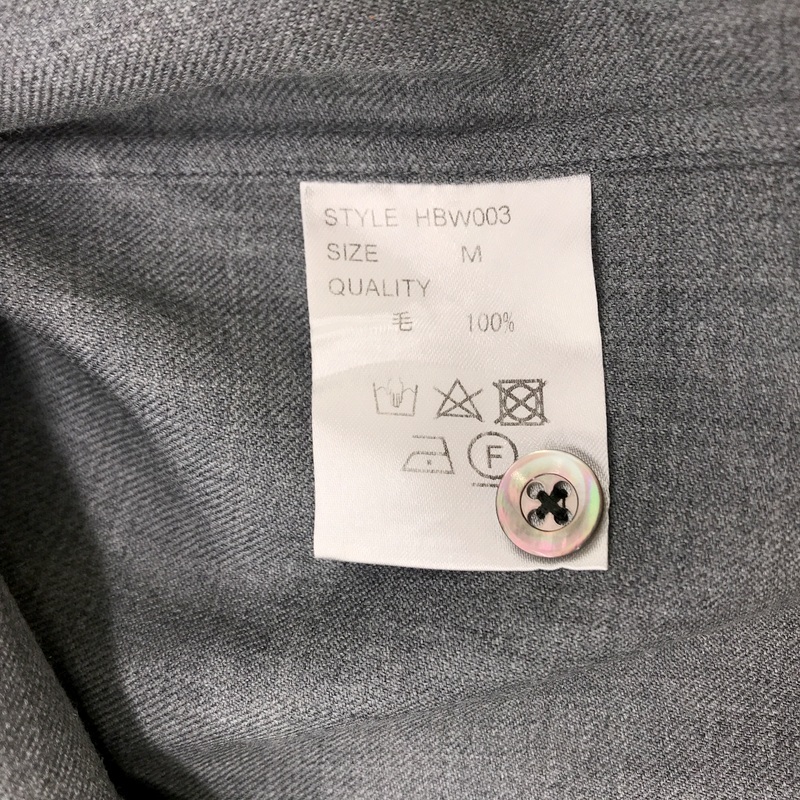 STYLE HBW003
SIZE M
QUALITY
毛 100%
F